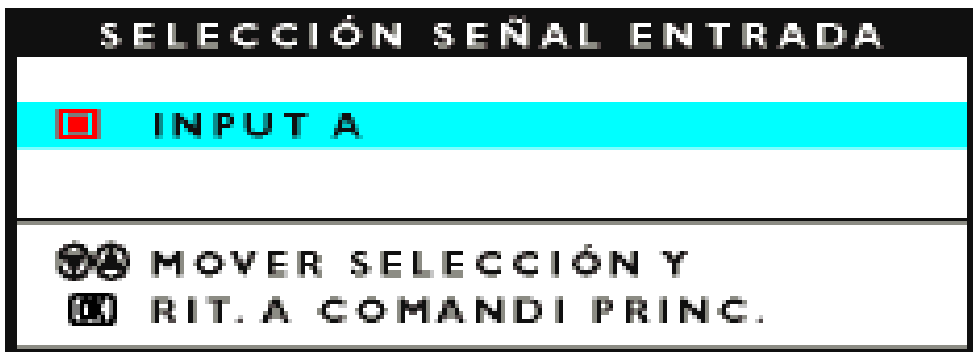 SELECCIÓN SEÑAL ENTRADA
INPUT A
MOVER SELECCIÓN Y
OK RIT. A COMANDI PRINC.